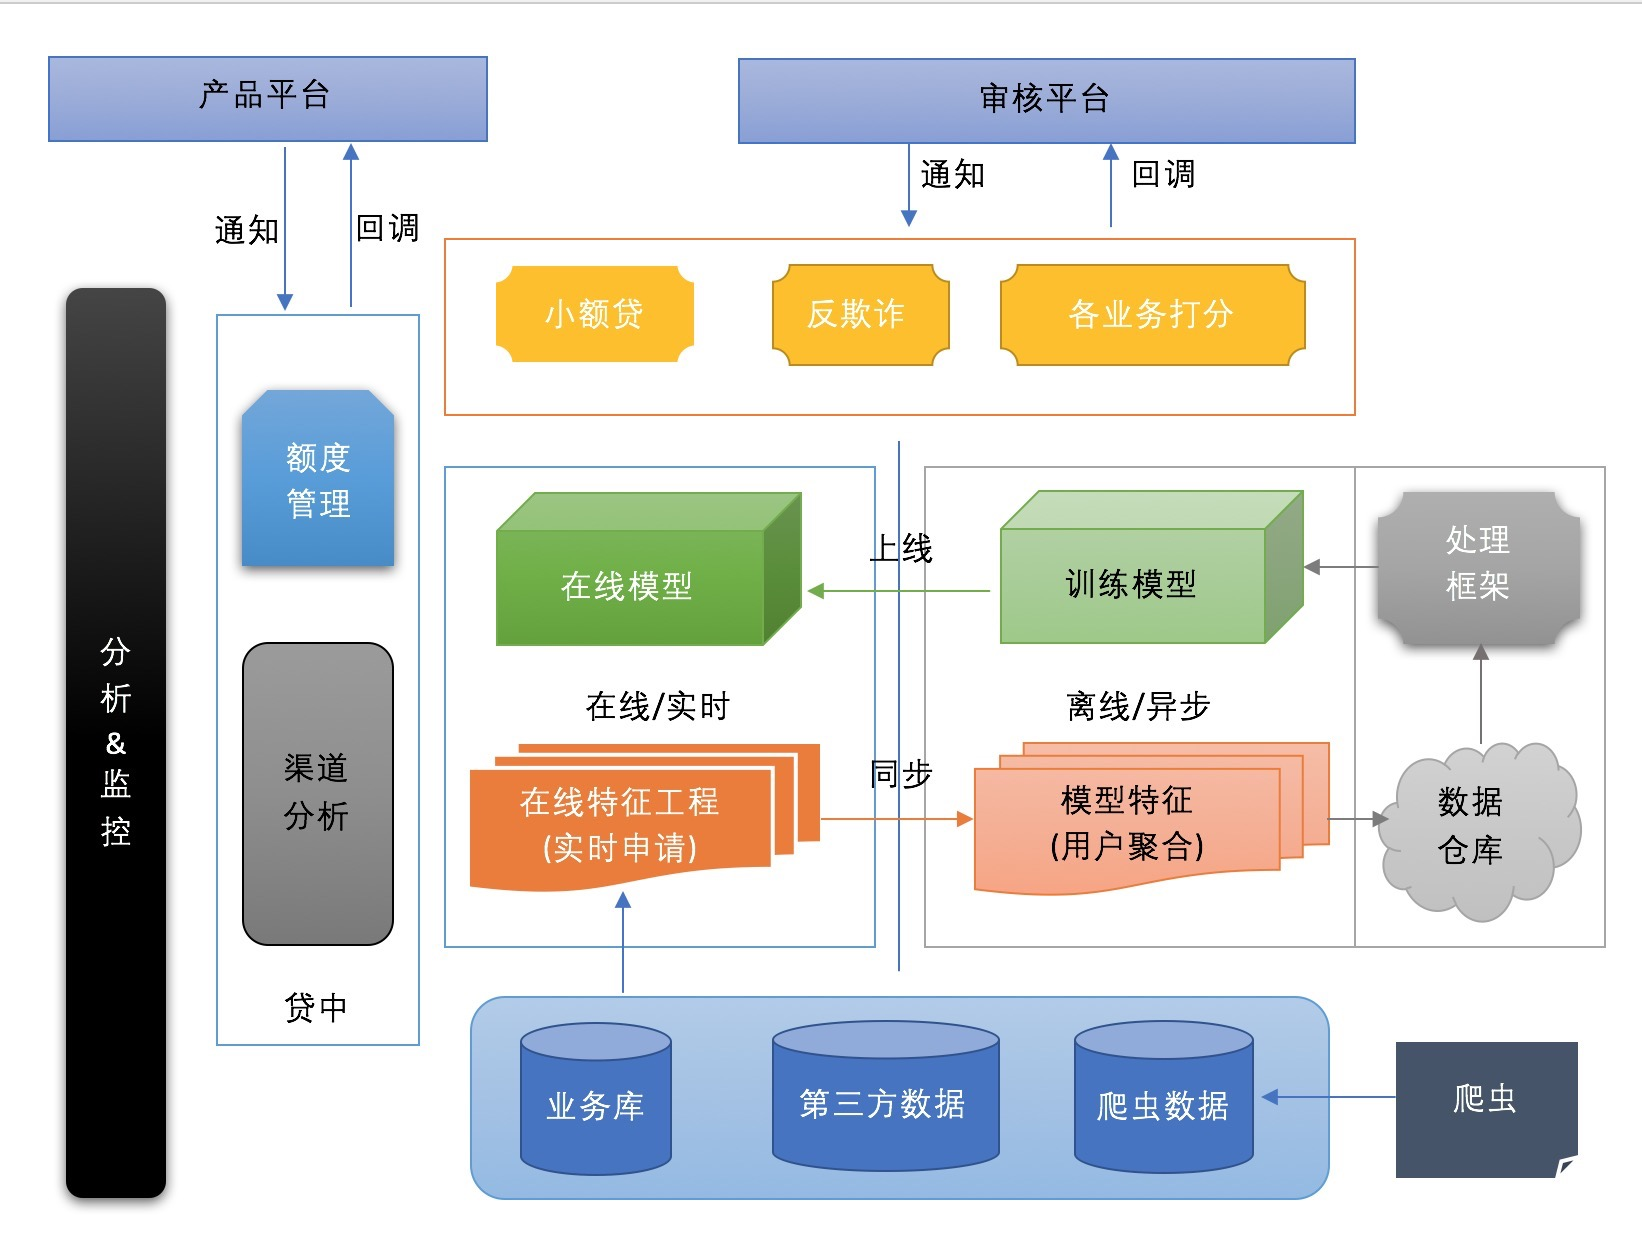 产品平台
审核平台
通知
回调
通知
回调
小额贷
反欺诈
各业务打分
额度
管理
渠道
分析
贷中
分
析
&
监
控
在线模型
上线
训练模型
处理
框架
在线/实时
离线/异步
在线特征工程
(实时申请)
同步
模型特征
(用户聚合)
数据
仓库
业务库
第三方数据
爬虫数据
爬虫